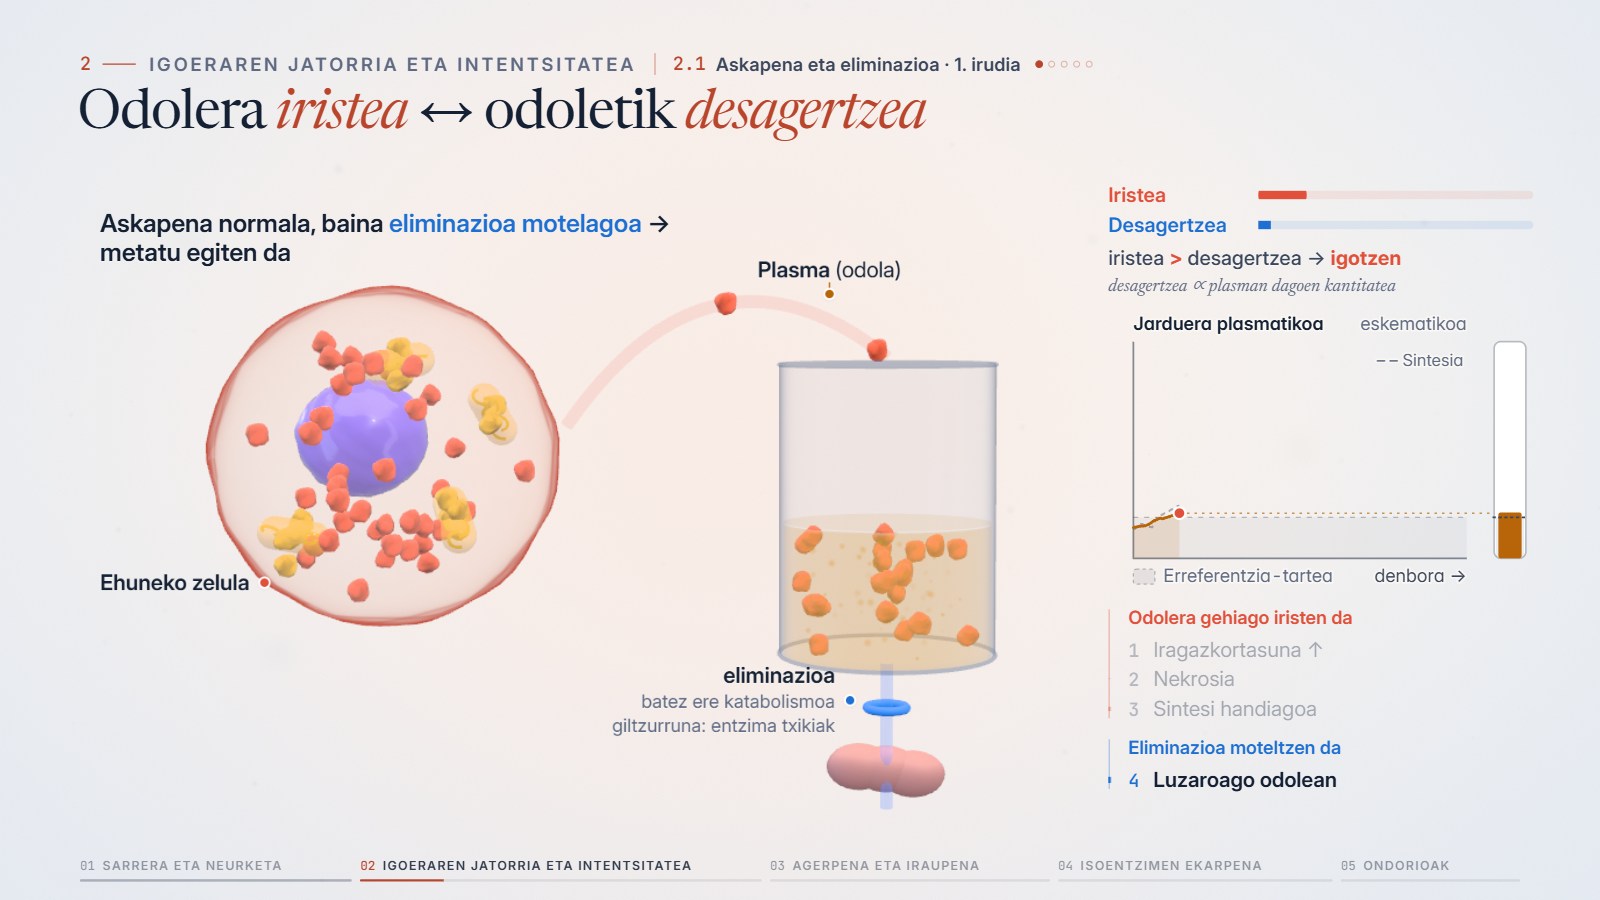 2 — IGOERAREN JATORRIA ETA INTENTSITATEA | 2.1 Askapena eta eliminazioa · 1. irudia
Odolera iristea ↔ odoletik desagertzea
Askapena normala, baina eliminazioa motelagoa →
metatu egiten da
Plasma (odola)
Ehuneko zelula
eliminazioa
batez ere katabolismoa
giltzurruna: entzima txikiak
Iristea
Desagertzea
iristea > desagertzea → igotzen
desagertzea ∝ plasman dagoen kantitatea
Jarduera plasmatikoa eskematikoa
-- Sintesia
Erreferentzia-tartea denbora →
Odolera gehiago iristen da
1 Iragazkortasuna ↑
2 Nekrosia
3 Sintesi handiagoa
Eliminazioa moteltzen da
4 Luzaroago odolean
01 SARRERA ETA NEURKETA 02 IGOERAREN JATORRIA ETA INTENTSITATEA 03 AGERPENA ETA IRAUPENA 04 ISOENTZIMEN EKARPENA 05 ONDORIOAK